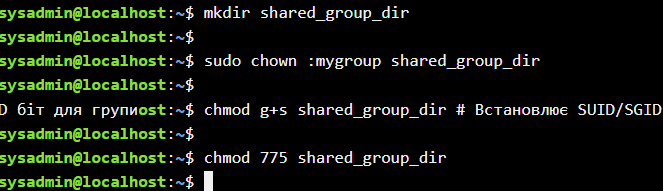 sysadmin@localhost:~$ mkdir shared_group_dir
sysadmin@localhost:~$
sysadmin@localhost:~$ sudo chown :mygroup shared_group_dir
sysadmin@localhost:~$
D біт для групиost:~$ chmod g+s shared_group_dir # Встановлює SUID/SGID
sysadmin@localhost:~$
sysadmin@localhost:~$ chmod 775 shared_group_dir
sysadmin@localhost:~$